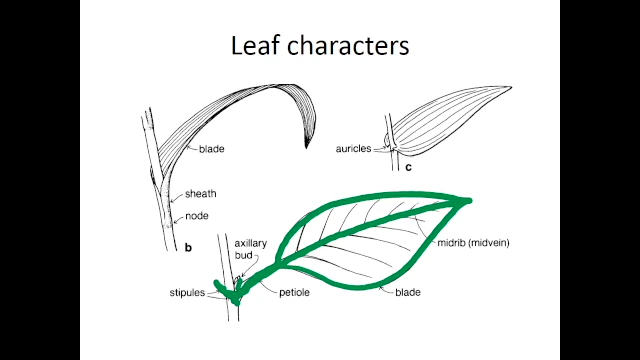 Leaf characters
blade
auricles
c
sheath
node
b
axillary
bud
midrib (midvein)
stipules
petiole
blade